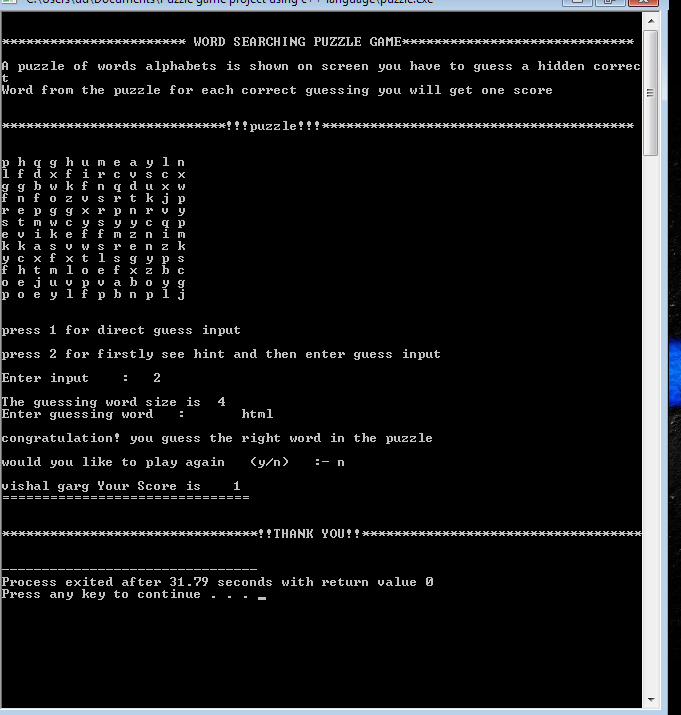 C:\Users\dd\Documents\Puzzle game project using c++ language\puzzle.exe
*********************** WORD SEARCHING PUZZLE GAME*****************************
A puzzle of words alphabets is shown on screen you have to guess a hidden correc
t
Word from the puzzle for each correct guessing you will get one score
****************************!!!puzzle!!!***************************************
p h q g h u m e a y l n
l f d x f i r c v s c x
g g b w k f n q d u x w
f n f o z v s r t k j p
r e p g g x r p n r v y
s t m w c y s y y c q p
e v i k e f f m z n i m
k k a s v w s r e n z k
y c x f x t l s g y p s
f h t m l o e f x z b c
o e j u v p v a b o y g
p o e y l f p b n p l j
press 1 for direct guess input
press 2 for firstly see hint and then enter guess input
Enter input    :   2
The guessing word size is  4
Enter guessing word   :       html
congratulation! you guess the right word in the puzzle
would you like to play again   (y/n)   :- n
vishal garg Your Score is    1
===============================
********************************!!THANK YOU!!***********************************
--------------------------------
Process exited after 31.79 seconds with return value 0
Press any key to continue . . . _